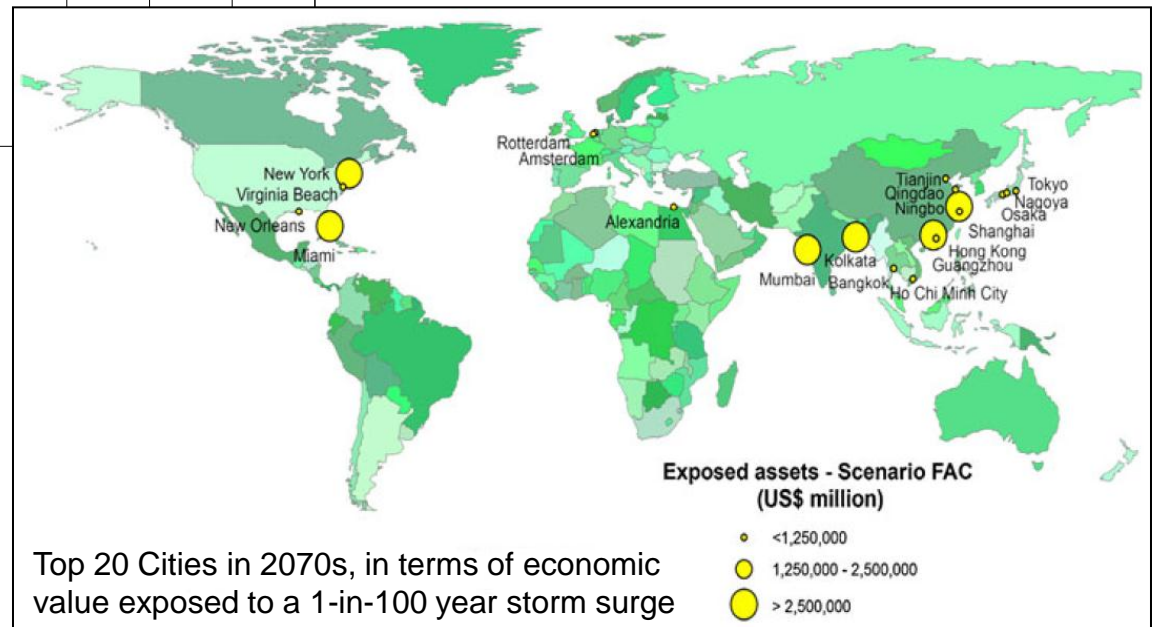 New York
Virginia Beach
New Orleans
Miami
Rotterdam
Amsterdam
Alexandria
Tianjin
Qingdao
Ningbo
Tokyo
Nagoya
Osaka
Shanghai
Hong Kong
Guangzhou
Mumbai
Kolkata
Bangkok
Ho Chi Minh City
Exposed assets - Scenario FAC
(US$ million)
<1,250,000
1,250,000 - 2,500,000
> 2,500,000
Top 20 Cities in 2070s, in terms of economic
value exposed to a 1-in-100 year storm surge